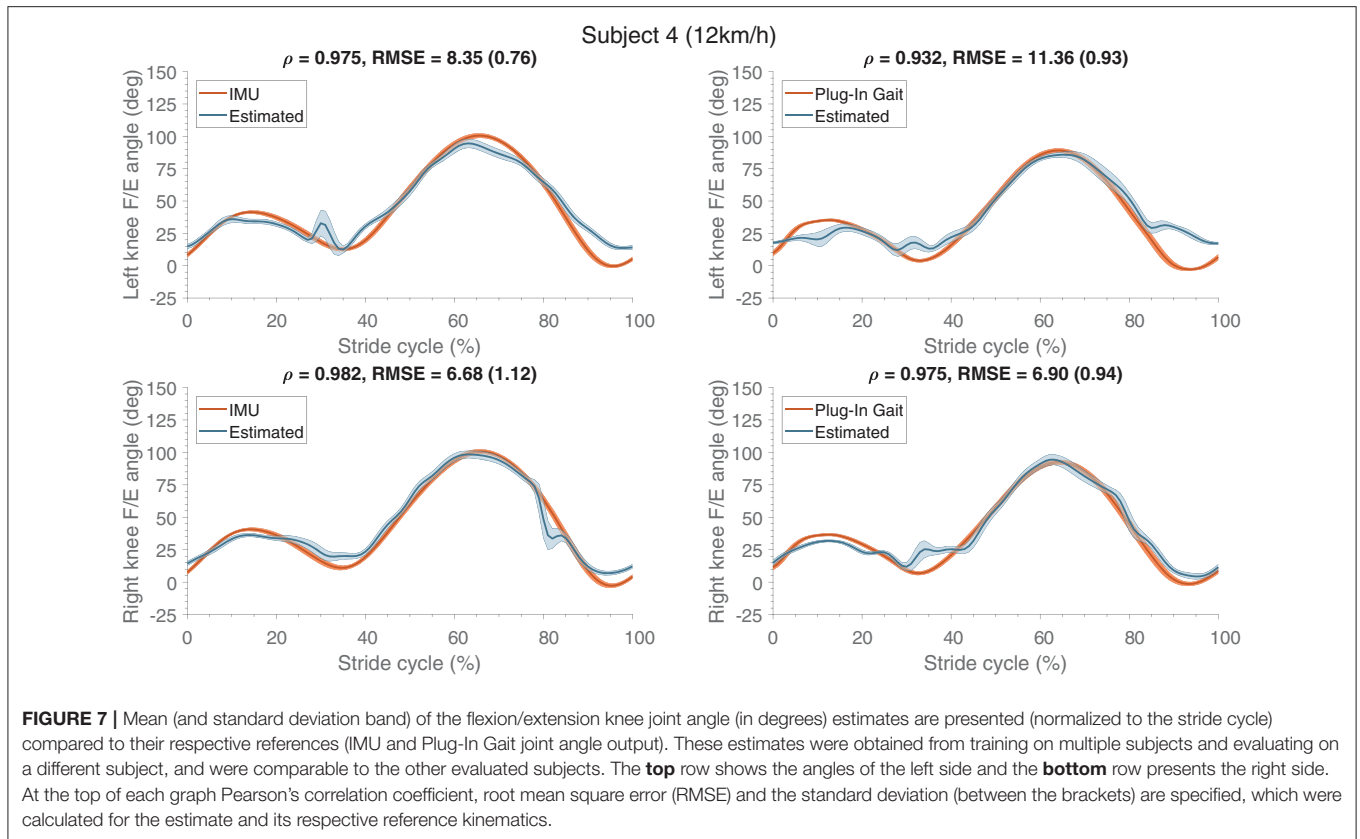 Subject 4 (12km/h)
ρ = 0.975, RMSE = 8.35 (0.76)
150
125
100
75
50
25
0
-25
Left knee F/E angle (deg)
IMU
Estimated
0 20 40 60 80 100
Stride cycle (%)
ρ = 0.932, RMSE = 11.36 (0.93)
150
125
100
75
50
25
0
-25
Left knee F/E angle (deg)
Plug-In Gait
Estimated
0 20 40 60 80 100
Stride cycle (%)
ρ = 0.982, RMSE = 6.68 (1.12)
150
125
100
75
50
25
0
-25
Right knee F/E angle (deg)
IMU
Estimated
0 20 40 60 80 100
Stride cycle (%)
ρ = 0.975, RMSE = 6.90 (0.94)
150
125
100
75
50
25
0
-25
Right knee F/E angle (deg)
Plug-In Gait
Estimated
0 20 40 60 80 100
Stride cycle (%)
FIGURE 7 | Mean (and standard deviation band) of the flexion/extension knee joint angle (in degrees) estimates are presented (normalized to the stride cycle)
compared to their respective references (IMU and Plug-In Gait joint angle output). These estimates were obtained from training on multiple subjects and evaluating on
a different subject, and were comparable to the other evaluated subjects. The top row shows the angles of the left side and the bottom row presents the right side.
At the top of each graph Pearson's correlation coefficient, root mean square error (RMSE) and the standard deviation (between the brackets) are specified, which were
calculated for the estimate and its respective reference kinematics.